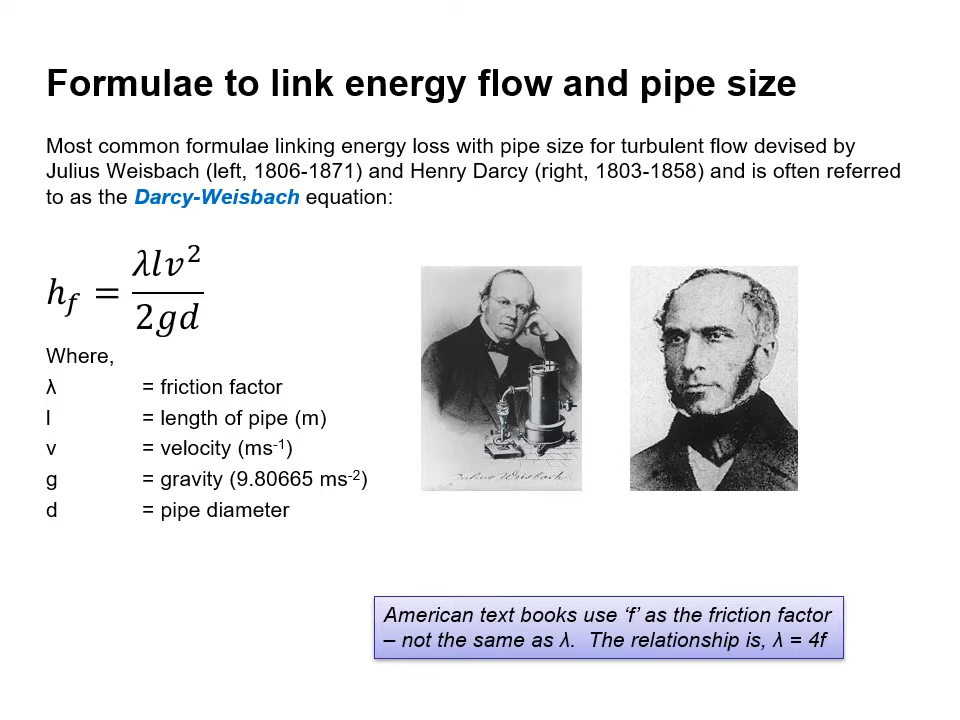 Formulae to link energy flow and pipe size
Most common formulae linking energy loss with pipe size for turbulent flow devised by
Julius Weisbach (left, 1806-1871) and Henry Darcy (right, 1803-1858) and is often referred
to as the Darcy-Weisbach equation:
h_f = λlv² / 2gd
Where,
λ = friction factor
l = length of pipe (m)
v = velocity (ms⁻¹)
g = gravity (9.80665 ms⁻²)
d = pipe diameter
Julius Weisbach
American text books use ‘f’ as the friction factor
– not the same as λ. The relationship is, λ = 4f